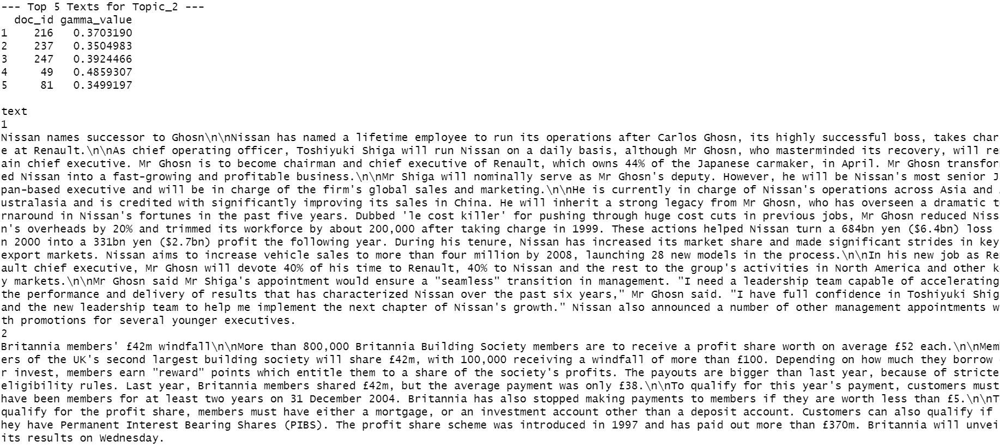 --- Top 5 Texts for Topic_2 ---
doc_id gamma_value
1 216 0.3703190
2 237 0.3504983
3 247 0.3924466
4 49 0.4859307
5 81 0.3499197
text
1
Nissan names successor to Ghosn\n\nNissan has named a lifetime employee to run its operations after Carlos Ghosn, its highly successful boss, takes char
e at Renault.\n\nAs chief operating officer, Toshiyuki Shiga will run Nissan on a daily basis, although Mr Ghosn, who masterminded its recovery, will re
ain chief executive. Mr Ghosn is to become chairman and chief executive of Renault, which owns 44% of the Japanese carmaker, in April. Mr Ghosn transfor
ed Nissan into a fast-growing and profitable business.\n\nMr Shiga will nominally serve as Mr Ghosn's deputy. However, he will be Nissan's most senior J
pan-based executive and will be in charge of the firm's global sales and marketing.\n\nHe is currently in charge of Nissan's operations across Asia and
ustralasia and is credited with significantly improving its sales in China. He will inherit a strong legacy from Mr Ghosn, who has overseen a dramatic t
rnaround in Nissan's fortunes in the past five years. Dubbed 'le cost killer' for pushing through huge cost cuts in previous jobs, Mr Ghosn reduced Niss
n's overheads by 20% and trimmed its workforce by about 200,000 after taking charge in 1999. These actions helped Nissan turn a 684bn yen ($6.4bn) loss
n 2000 into a 331bn yen ($2.7bn) profit the following year. During his tenure, Nissan has increased its market share and made significant strides in key
export markets. Nissan aims to increase vehicle sales to more than four million by 2008, launching 28 new models in the process.\n\nIn his new job as Re
ault chief executive, Mr Ghosn will devote 40% of his time to Renault, 40% to Nissan and the rest to the group's activities in North America and other k
y markets.\n\nMr Ghosn said Mr Shiga's appointment would ensure a "seamless" transition in management. "I need a leadership team capable of accelerating
the performance and delivery of results that has characterized Nissan over the past six years," Mr Ghosn said. "I have full confidence in Toshiyuki Shig
and the new leadership team to help me implement the next chapter of Nissan's growth." Nissan also announced a number of other management appointments w
th promotions for several younger executives.
2
Britannia members' £42m windfall\n\nMore than 800,000 Britannia Building Society members are to receive a profit share worth on average £52 each.\n\nMem
ers of the UK's second largest building society will share £42m, with 100,000 receiving a windfall of more than £100. Depending on how much they borrow
r invest, members earn "reward" points which entitle them to a share of the society's profits. The payouts are bigger than last year, because of stricte
eligibility rules. Last year, Britannia members shared £42m, but the average payment was only £38.\n\nTo qualify for this year's payment, customers must
have been members for at least two years on 31 December 2004. Britannia has also stopped making payments to members if they are worth less than £5.\n\nT
qualify for the profit share, members must have either a mortgage, or an investment account other than a deposit account. Customers can also qualify if
hey have Permanent Interest Bearing Shares (PIBS). The profit share scheme was introduced in 1997 and has paid out more than £370m. Britannia will unvei
its results on Wednesday.